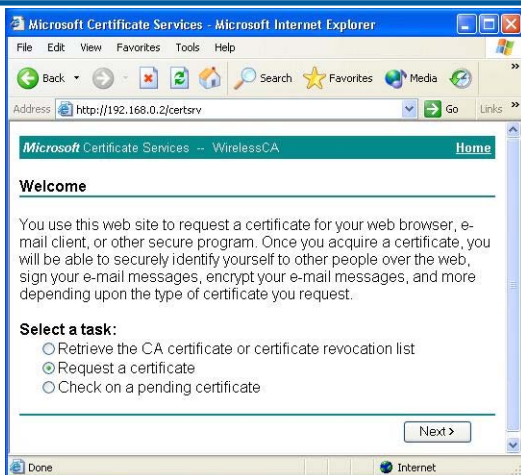 Microsoft Certificate Services - Microsoft Internet Explorer
File Edit View Favorites Tools Help
Back Search Favorites Media »
Address http://192.168.0.2/certsrv Go Links »
Microsoft Certificate Services -- WirelessCA Home
Welcome
You use this web site to request a certificate for your web browser, e-
mail client, or other secure program. Once you acquire a certificate, you
will be able to securely identify yourself to other people over the web,
sign your e-mail messages, encrypt your e-mail messages, and more
depending upon the type of certificate you request.
Select a task:
Retrieve the CA certificate or certificate revocation list
Request a certificate
Check on a pending certificate
Next >
Done Internet